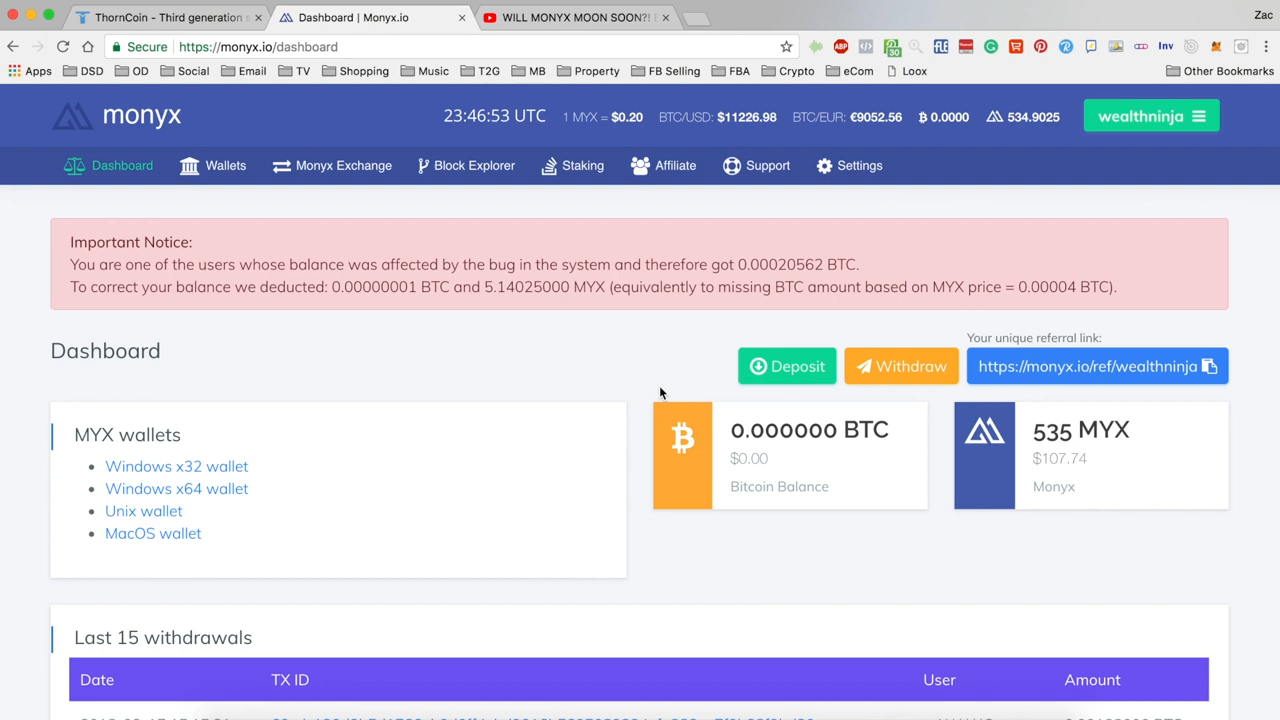 ThornCoin - Third generation s
Dashboard | Monyx.io
WILL MONYX MOON SOON?!
Zac
Secure
https://monyx.io/dashboard
ABP
30
FLE
Inv
Apps
DSD
OD
Social
Email
TV
Shopping
Music
T2G
MB
Property
FB Selling
FBA
Crypto
eCom
Loox
Other Bookmarks
monyx
23:46:53 UTC
1 MYX = $0.20
BTC/USD: $11226.98
BTC/EUR: €9052.56
0.0000
534.9025
wealthninja
Dashboard
Wallets
Monyx Exchange
Block Explorer
Staking
Affiliate
Support
Settings
Important Notice:
You are one of the users whose balance was affected by the bug in the system and therefore got 0.00020562 BTC.
To correct your balance we deducted: 0.00000001 BTC and 5.14025000 MYX (equivalently to missing BTC amount based on MYX price = 0.00004 BTC).
Dashboard
Your unique referral link:
Deposit
Withdraw
https://monyx.io/ref/wealthninja
MYX wallets
Windows x32 wallet
Windows x64 wallet
Unix wallet
MacOS wallet
0.000000 BTC
$0.00
Bitcoin Balance
535 MYX
$107.74
Monyx
Last 15 withdrawals
Date
TX ID
User
Amount